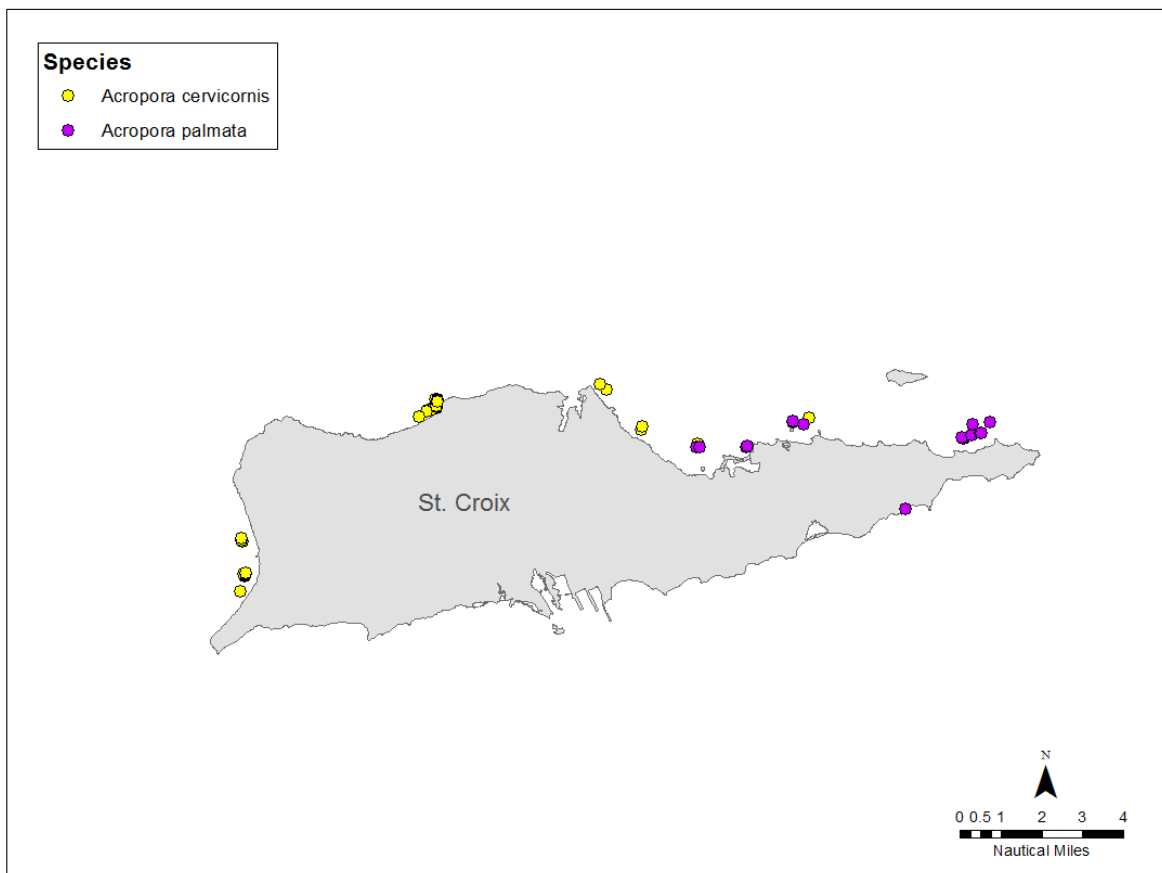 Species
Acropora cervicornis
Acropora palmata
St. Croix
N
0 0.5 1 2 3 4
Nautical Miles